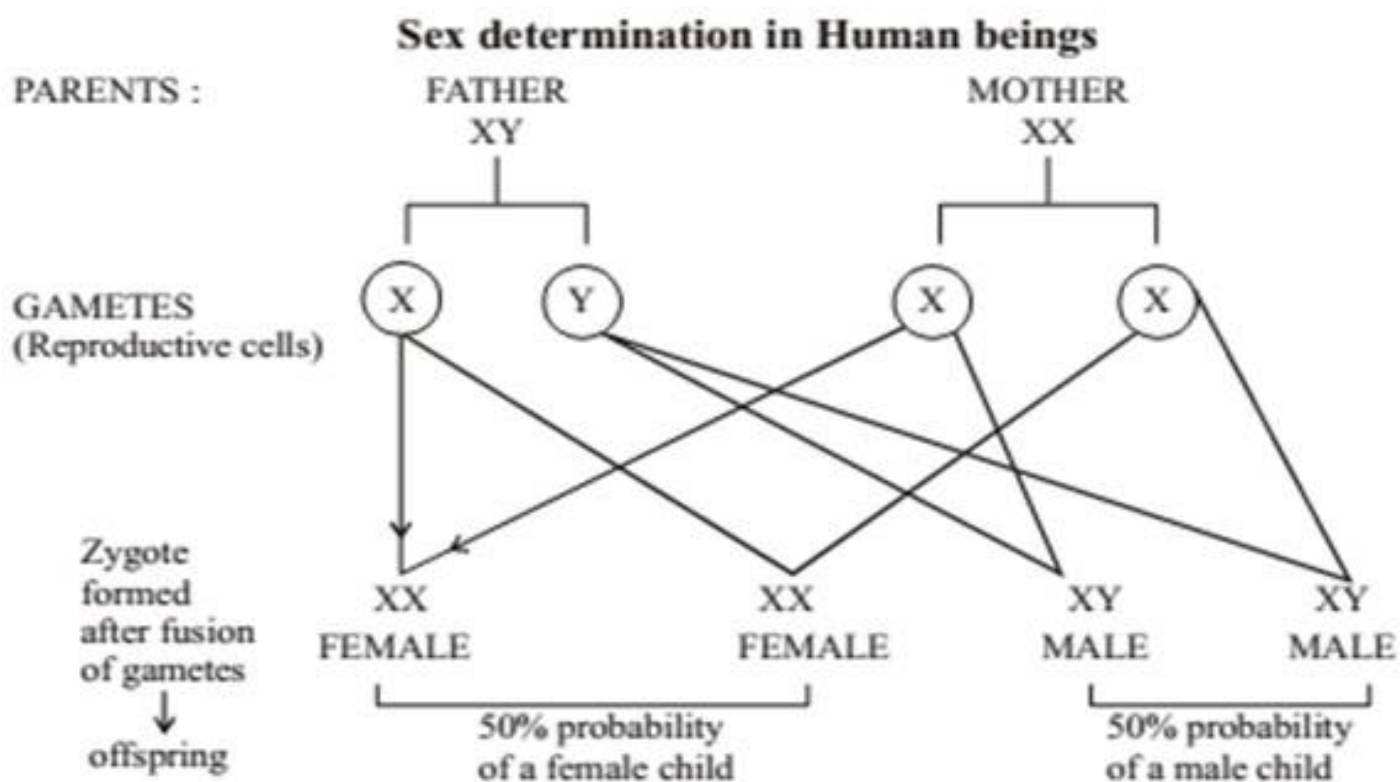 Sex determination in Human beings
PARENTS : FATHER MOTHER
XY XX
X Y X X
GAMETES
(Reproductive cells)
Zygote
formed
after fusion
of gametes
offspring
XX XX XY XY
FEMALE FEMALE MALE MALE
50% probability
of a female child
50% probability
of a male child